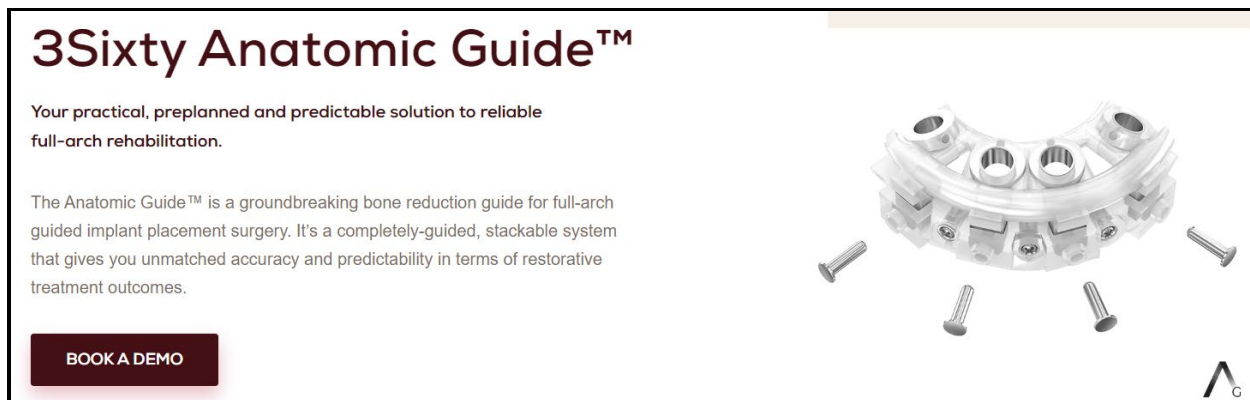 3Sixty Anatomic Guide™
Your practical, preplanned and predictable solution to reliable
full-arch rehabilitation.
The Anatomic Guide™ is a groundbreaking bone reduction guide for full-arch
guided implant placement surgery. It's a completely-guided, stackable system
that gives you unmatched accuracy and predictability in terms of restorative
treatment outcomes.
BOOK A DEMO
G